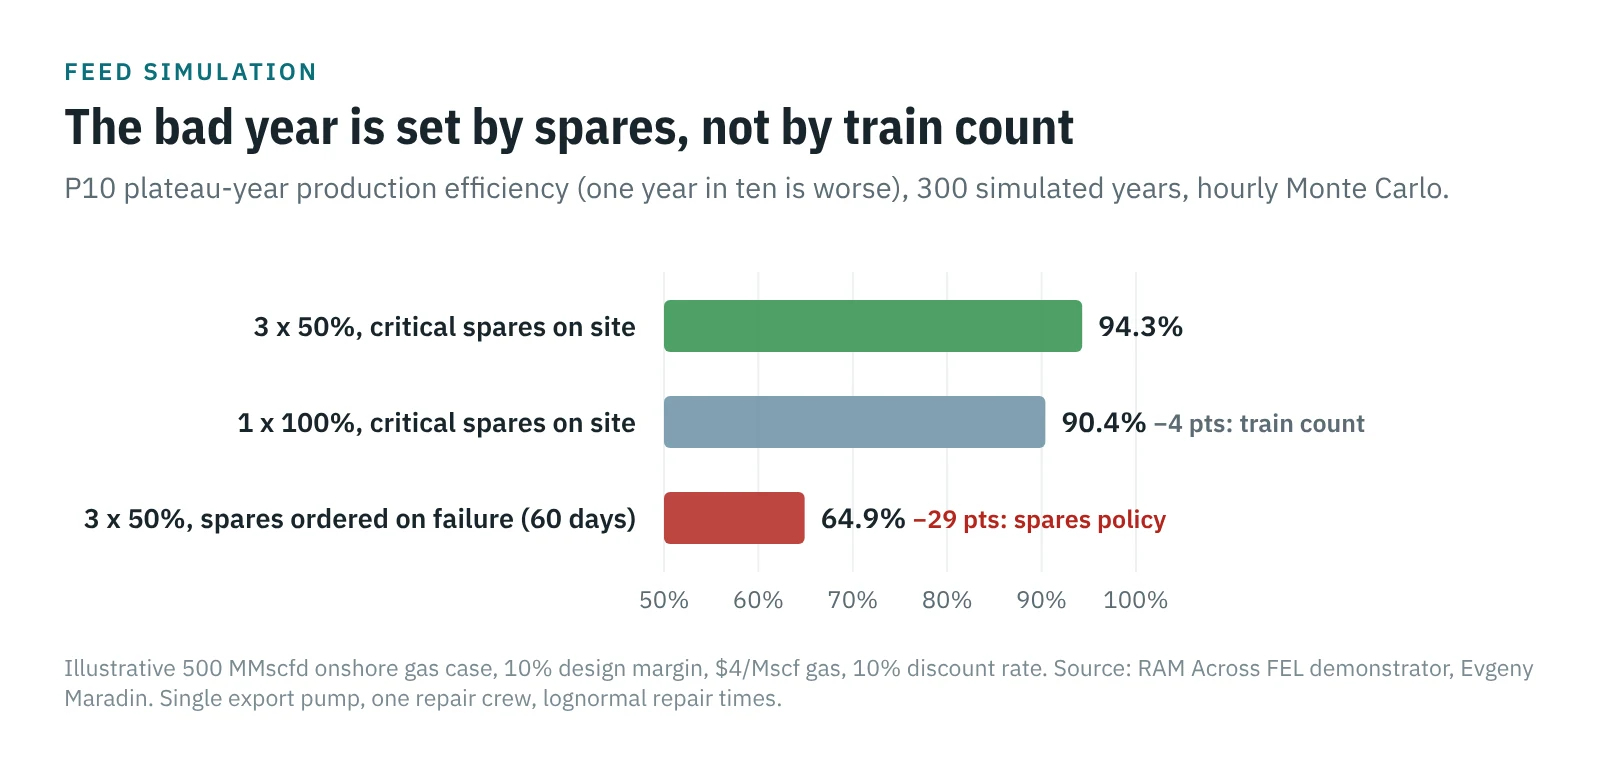 FEED SIMULATION
The bad year is set by spares, not by train count
P10 plateau-year production efficiency (one year in ten is worse), 300 simulated years, hourly Monte Carlo.
3 x 50%, critical spares on site 94.3%
1 x 100%, critical spares on site 90.4% −4 pts: train count
3 x 50%, spares ordered on failure (60 days) 64.9% −29 pts: spares policy
50% 60% 70% 80% 90% 100%
Illustrative 500 MMscfd onshore gas case, 10% design margin, $4/Mscf gas, 10% discount rate. Source: RAM Across FEL demonstrator, Evgeny
Maradin. Single export pump, one repair crew, lognormal repair times.